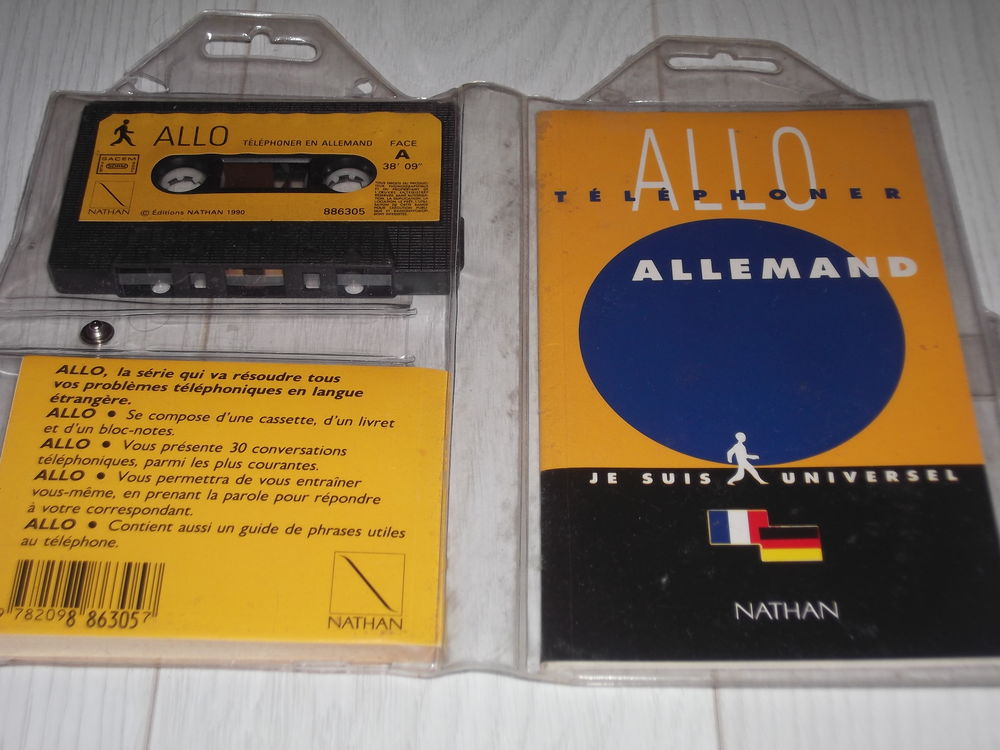 ALLO
TÉLÉPHONER EN ALLEMAND
FACE
A
38' 09"
SACEM
SDRM
NATHAN
© Éditions NATHAN 1990
886305
ALLO, la série qui va résoudre tous
vos problèmes téléphoniques en langue
étrangère.
ALLO • Se compose d'une cassette, d'un livret
et d'un bloc-notes.
ALLO • Vous présente 30 conversations
téléphoniques, parmi les plus courantes.
ALLO • Vous permettra de vous entraîner
vous-même, en prenant la parole pour répondre
à votre correspondant.
ALLO • Contient aussi un guide de phrases utiles
au téléphone.
9 782098 863057
NATHAN
ALLO
TÉLÉPHONER
ALLEMAND
JE SUIS UNIVERSEL
NATHAN